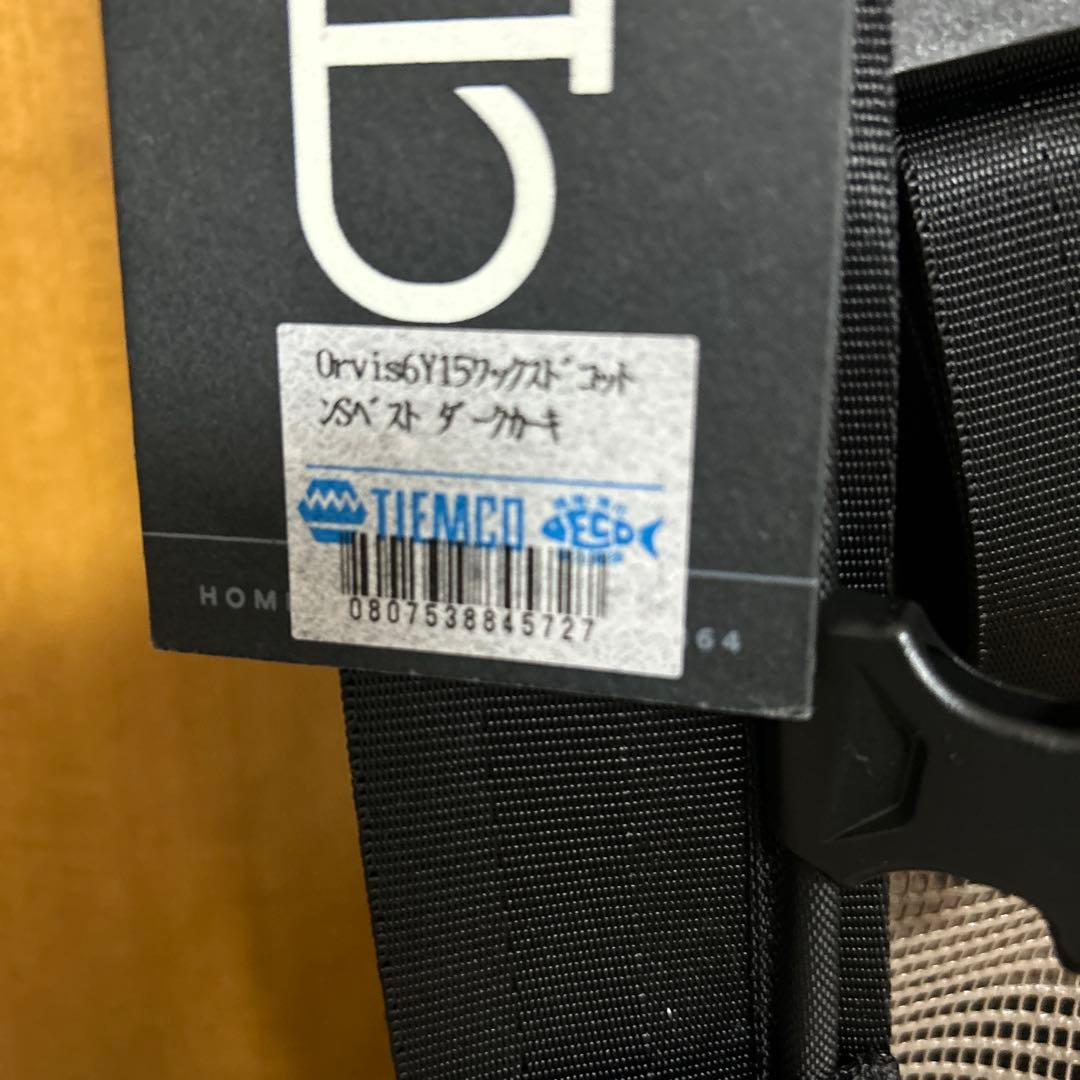 Orvis6Y15ワックスドコット
ンSベスト ダークカーキ
TIEMCO
FECO
0807538845727
HOM
64